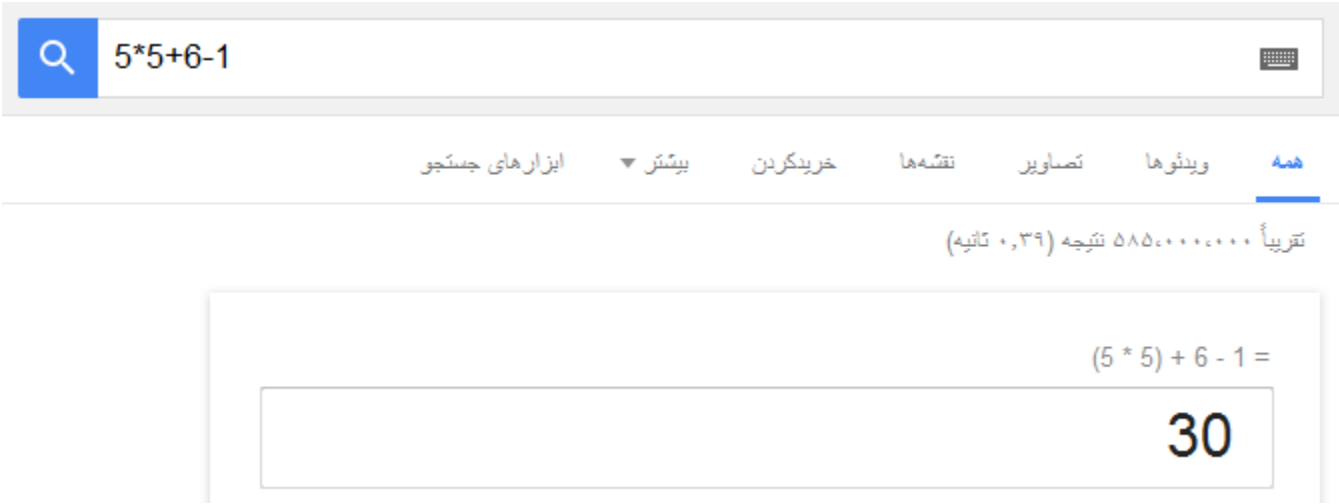 5*5+6-1
همه ویدئوها تصاویر نقشه‌ها خریدکردن بیشتر ابزارهای جستجو
تقریباً ۵۸۵،۰۰۰،۰۰۰ نتیجه (۰٫۳۹ ثانیه)
(5 * 5) + 6 - 1 =
30